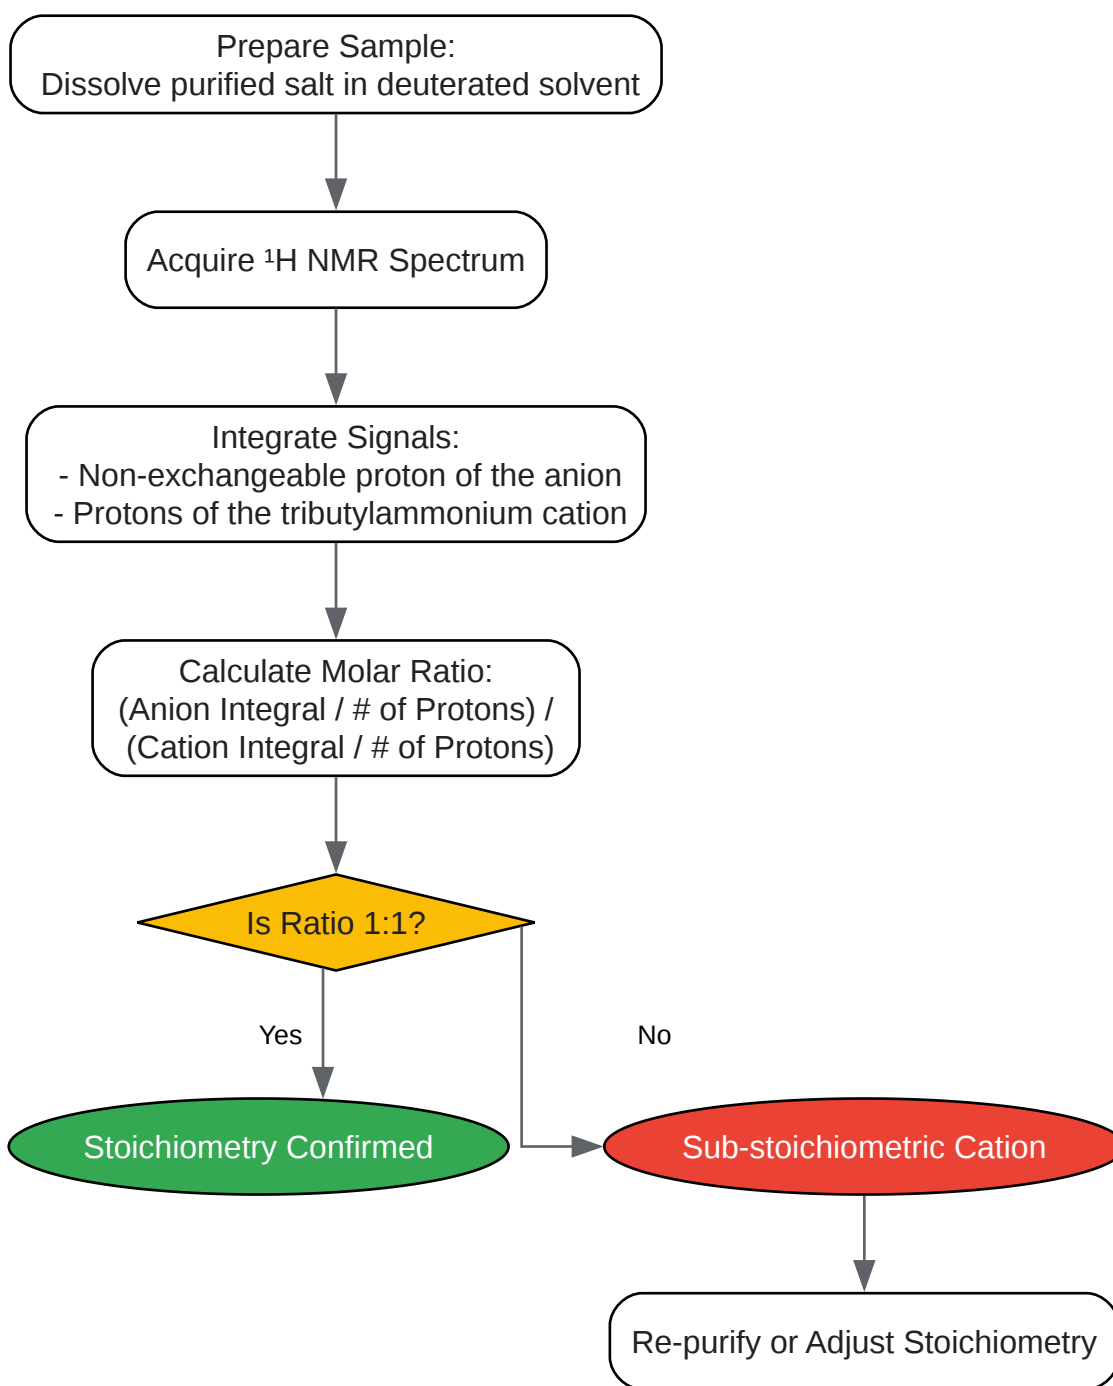 Prepare Sample:
Dissolve purified salt in deuterated solvent
Acquire ¹H NMR Spectrum
Integrate Signals:
- Non-exchangeable proton of the anion
- Protons of the tributylammonium cation
Calculate Molar Ratio:
(Anion Integral / # of Protons) /
(Cation Integral / # of Protons)
Is Ratio 1:1?
Yes
No
Stoichiometry Confirmed
Sub-stoichiometric Cation
Re-purify or Adjust Stoichiometry